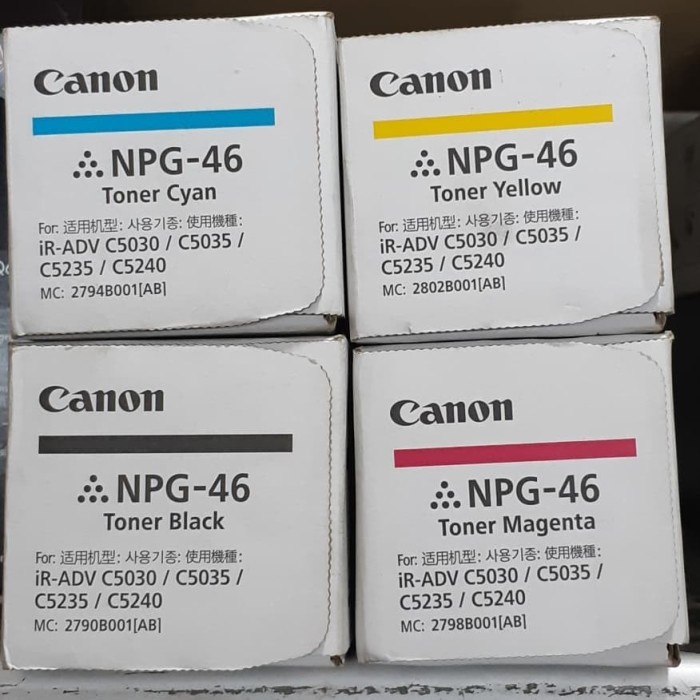 Canon
NPG-46
Toner Cyan
For: 适用机型: 사용기종: 使用機種:
iR-ADV C5030 / C5035 /
C5235 / C5240
MC: 2794B001[AB]
Canon
NPG-46
Toner Yellow
For: 适用机型: 사용기종: 使用機種:
iR-ADV C5030 / C5035 /
C5235 / C5240
MC: 2802B001[AB]
Canon
NPG-46
Toner Black
For: 适用机型: 사용기종: 使用機種:
iR-ADV C5030 / C5035 /
C5235 / C5240
MC: 2790B001[AB]
Canon
NPG-46
Toner Magenta
For: 适用机型: 사용기종: 使用機種:
iR-ADV C5030 / C5035 /
C5235 / C5240
MC: 2798B001[AB]